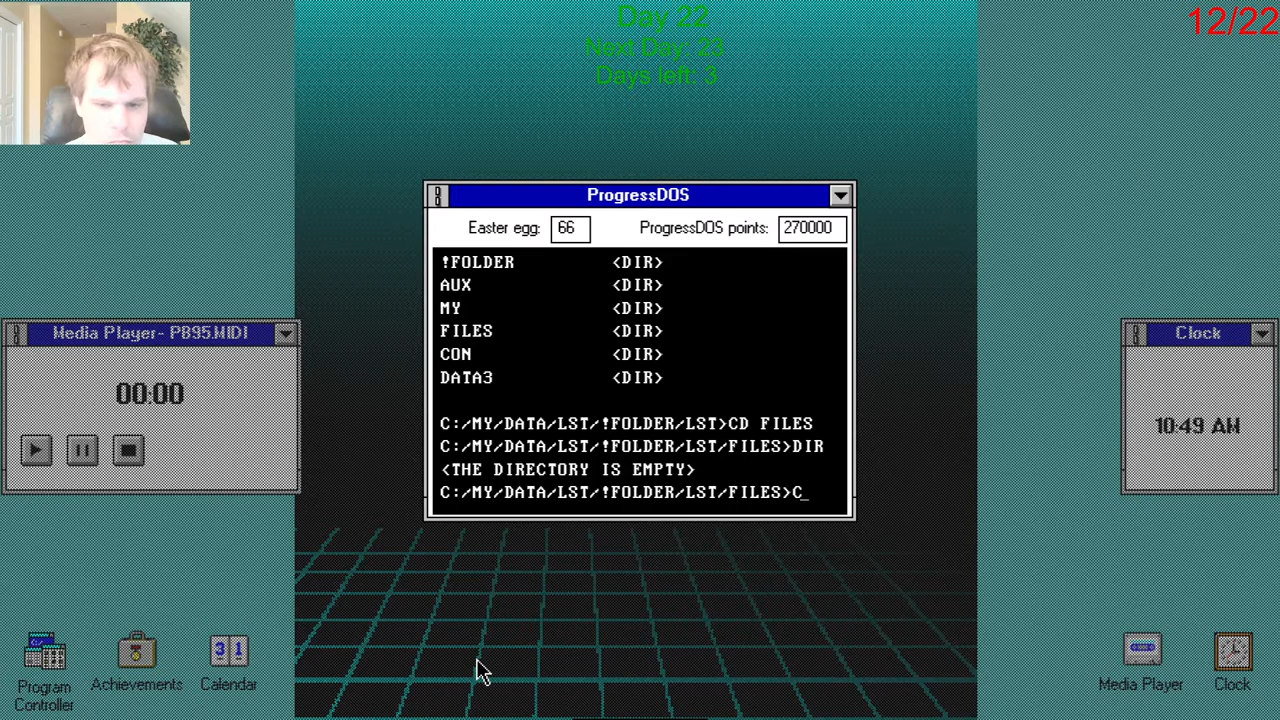 Day 22
Next Day: 23
Days left: 3
12/22
ProgressDOS
Easter egg: 66 ProgressDOS points: 270000
!FOLDER <DIR>
AUX <DIR>
MY <DIR>
FILES <DIR>
CON <DIR>
DATA3 <DIR>
C:/MY/DATA/LST/!FOLDER/LST>CD FILES
C:/MY/DATA/LST/!FOLDER/LST/FILES>DIR
<THE DIRECTORY IS EMPTY>
C:/MY/DATA/LST/!FOLDER/LST/FILES>C_
Media Player- PB95.MIDI
00:00
Clock
10:49 AM
Program
Controller
Achievements
31
Calendar
Media Player
Clock